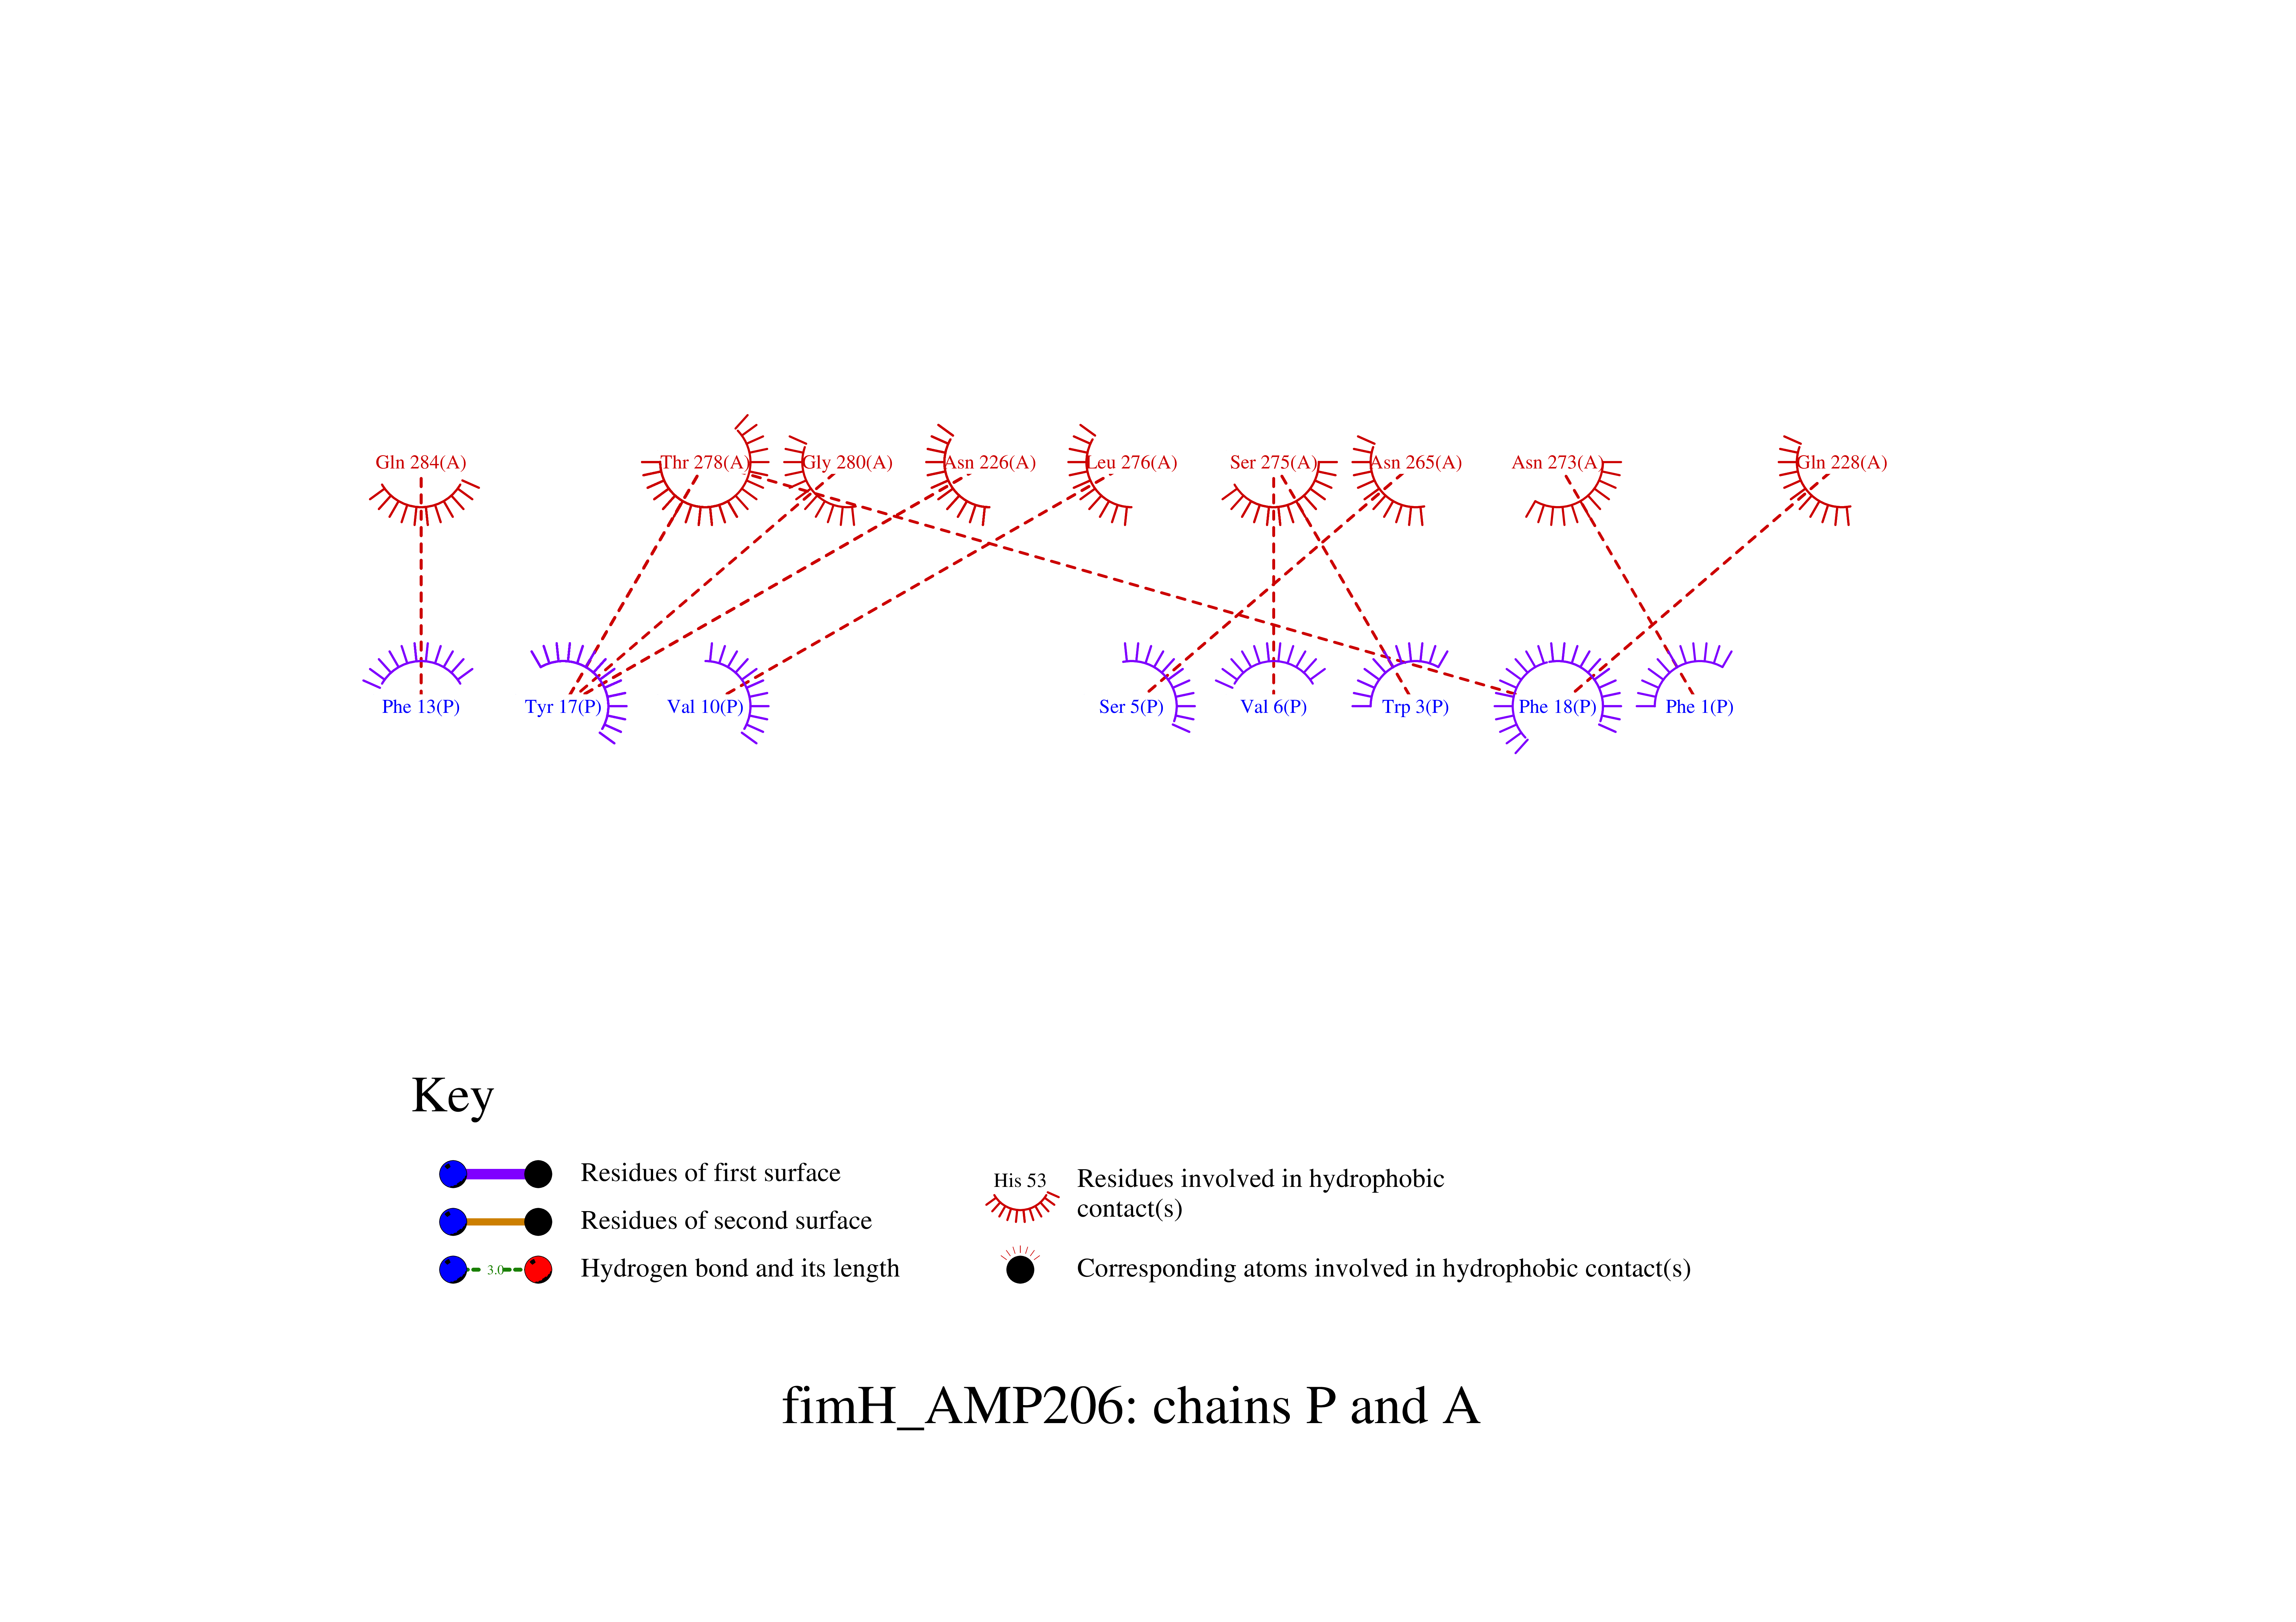 Gln 284(A) Thr 278(A) Gly 280(A) Asn 226(A) Leu 276(A) Ser 275(A) Asn 265(A) Asn 273(A) Gln 228(A)
Phe 13(P) Tyr 17(P) Val 10(P) Ser 5(P) Val 6(P) Trp 3(P) Phe 18(P) Phe 1(P)
Key
Residues of first surface
Residues of second surface
3.0 Hydrogen bond and its length
His 53 Residues involved in hydrophobic
contact(s)
Corresponding atoms involved in hydrophobic contact(s)
fimH_AMP206: chains P and A